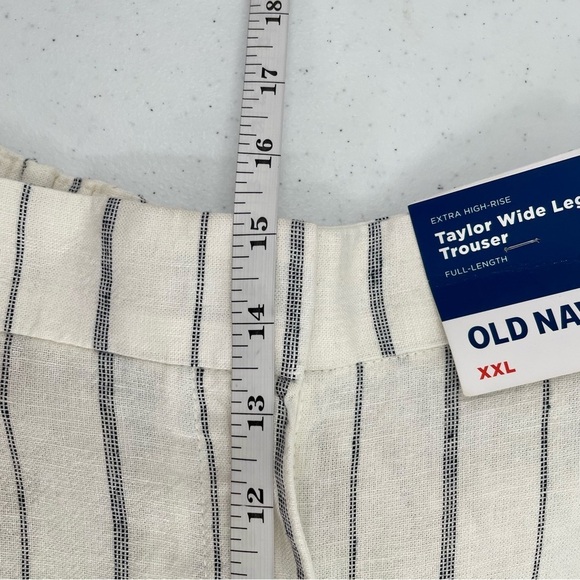 18
17
16
15
14
13
12
EXTRA HIGH-RISE
Taylor Wide Leg
Trouser
FULL-LENGTH
OLD NAV
XXL